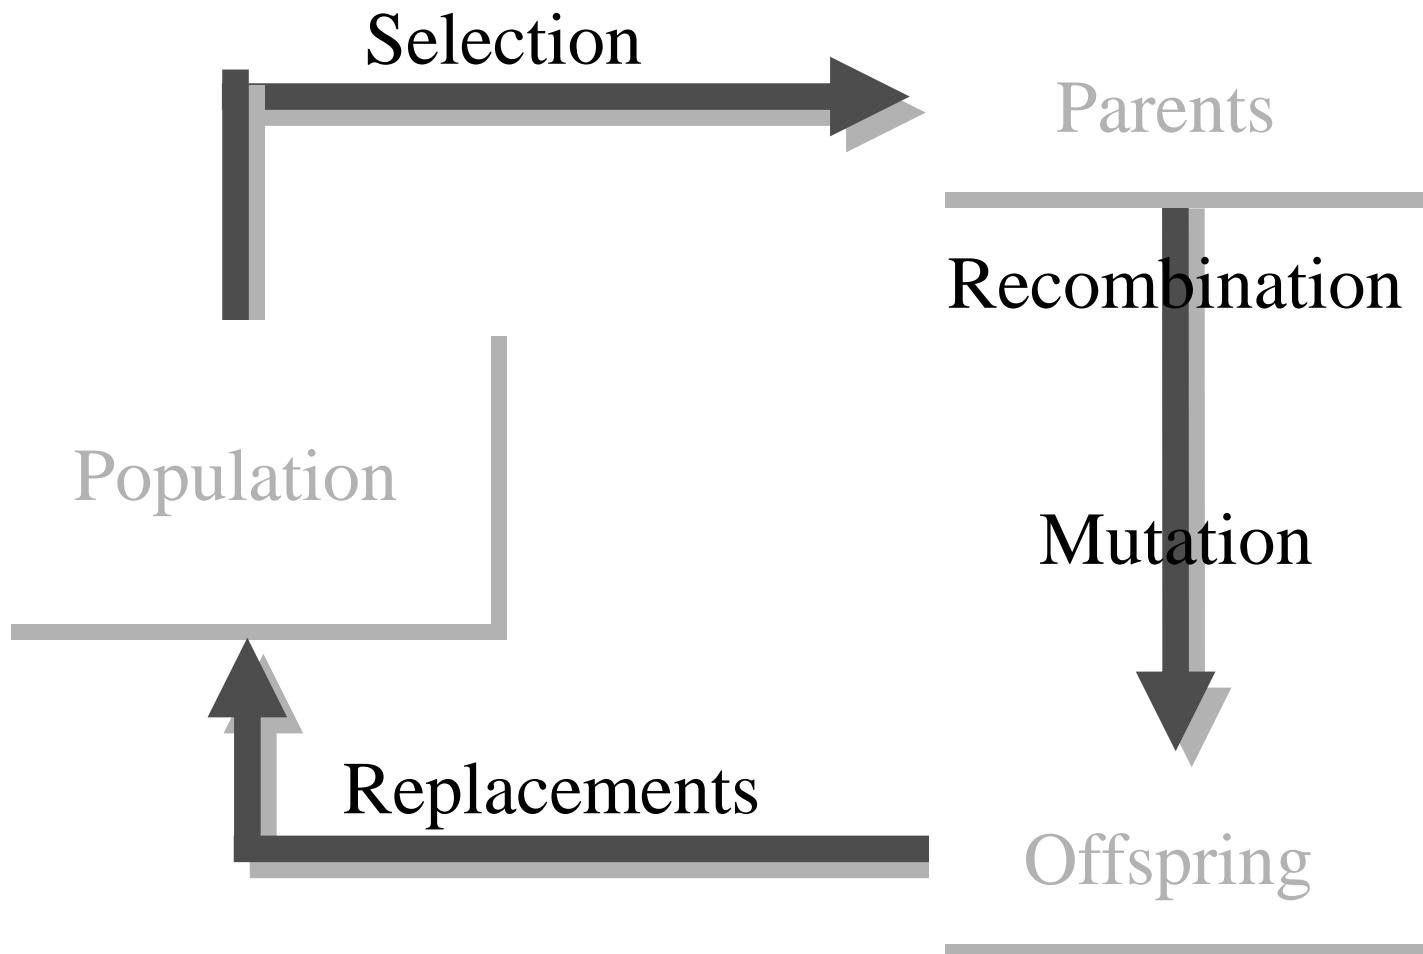 Selection
Parents
Recombination
Population
Mutation
Replacements
Offspring